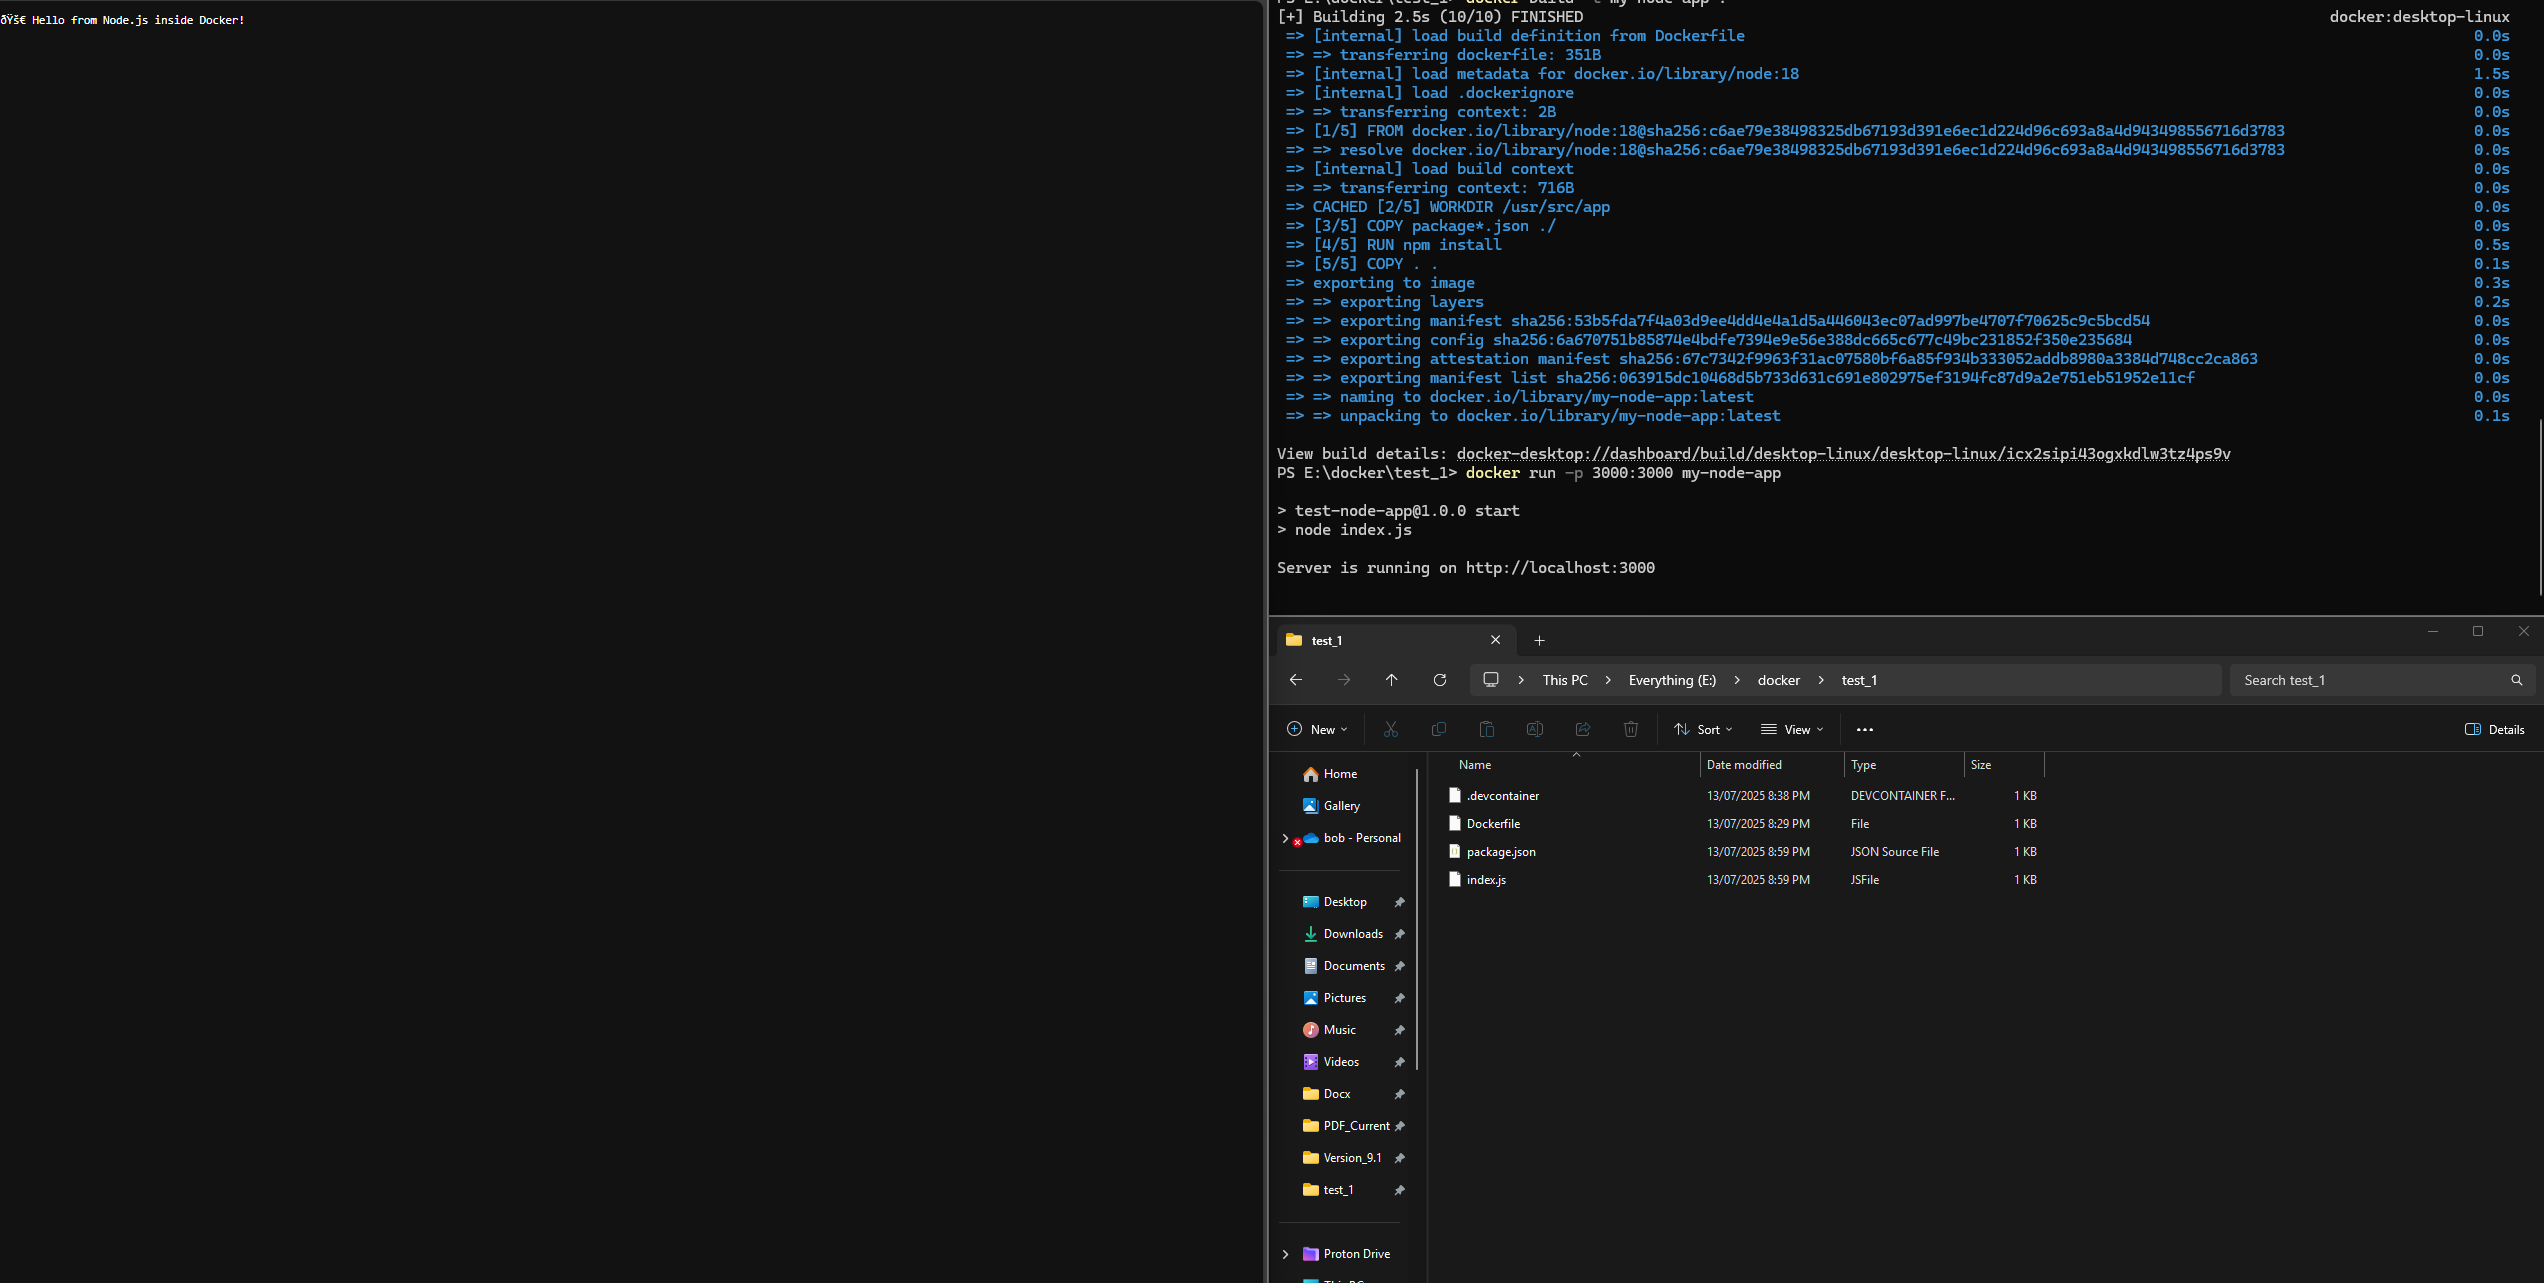 ðŸš€ Hello from Node.js inside Docker!
[+] Building 2.5s (10/10) FINISHED docker:desktop-linux
=> [internal] load build definition from Dockerfile 0.0s
=> => transferring dockerfile: 351B 0.0s
=> [internal] load metadata for docker.io/library/node:18 1.5s
=> [internal] load .dockerignore 0.0s
=> => transferring context: 2B 0.0s
=> [1/5] FROM docker.io/library/node:18@sha256:c6ae79e38498325db67193d391e6ec1d224d96c693a8a4d943498556716d3783 0.0s
=> => resolve docker.io/library/node:18@sha256:c6ae79e38498325db67193d391e6ec1d224d96c693a8a4d943498556716d3783 0.0s
=> [internal] load build context 0.0s
=> => transferring context: 716B 0.0s
=> CACHED [2/5] WORKDIR /usr/src/app 0.0s
=> [3/5] COPY package*.json ./ 0.0s
=> [4/5] RUN npm install 0.5s
=> [5/5] COPY . . 0.1s
=> exporting to image 0.3s
=> => exporting layers 0.2s
=> => exporting manifest sha256:53b5fda7f4a03d9ee4dd4e4a1d5a446043ec07ad997be4707f70625c9c5bcd54 0.0s
=> => exporting config sha256:6a670751b85874e4bdfe7394e9e56e388dc665c677c49bc231852f350e235684 0.0s
=> => exporting attestation manifest sha256:67c7342f9963f31ac07580bf6a85f934b333052addb8980a3384d748cc2ca863 0.0s
=> => exporting manifest list sha256:063915dc10468d5b733d631c691e802975ef3194fc87d9a2e751eb51952e11cf 0.0s
=> => naming to docker.io/library/my-node-app:latest 0.0s
=> => unpacking to docker.io/library/my-node-app:latest 0.1s
View build details: docker-desktop://dashboard/build/desktop-linux/desktop-linux/icx2sipi43ogxkdlw3tz4ps9v
PS E:\docker\test_1> docker run -p 3000:3000 my-node-app
> test-node-app@1.0.0 start
> node index.js
Server is running on http://localhost:3000
test_1
This PC > Everything (E:) > docker > test_1
Search test_1
New Sort View ... Details
Name Date modified Type Size
.devcontainer 13/07/2025 8:38 PM DEVCONTAINER F... 1 KB
Dockerfile 13/07/2025 8:29 PM File 1 KB
package.json 13/07/2025 8:59 PM JSON Source File 1 KB
index.js 13/07/2025 8:59 PM JSFile 1 KB
Home
Gallery
bob - Personal
Desktop
Downloads
Documents
Pictures
Music
Videos
Docx
PDF_Current
Version_9.1
test_1
Proton Drive